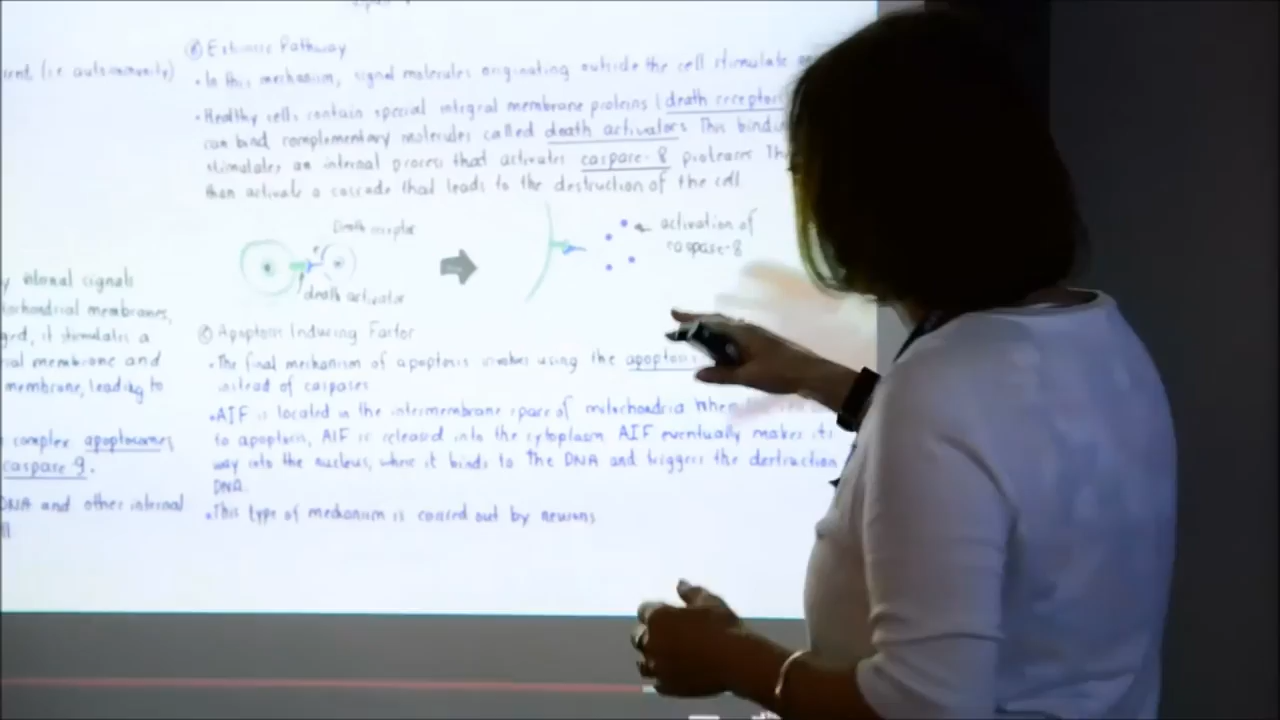 Extrinsic Pathway
• In this mechanism, signal molecules originating outside the cell stimulate
• Healthy cells contain special integral membrane proteins (death receptor
can bind complementary molecules called death activators This bindi
stimulates an internal process that activates caspase-8 proteases Th
then activate a cascade that leads to the destruction of the cell.
Death receptor
death activator
activation of
caspase-8
Apoptosis Inducing Factor
• The final mechanism of apoptosis involves using the apoptosis
instead of caspases
• AIF is located in the intermembrane space of mitochondria When
to apoptosis, AIF is released into the cytoplasm AIF eventually makes its
way into the nucleus, where it binds to the DNA and triggers the destruction
DNA.
• This type of mechanism is carried out by neurons
(i.e autoimmunity)
y internal signals
membranes,
it stimulates a
membrane and
membrane, leading to
complex apoptosomes
caspase 9.
DNA and other internal